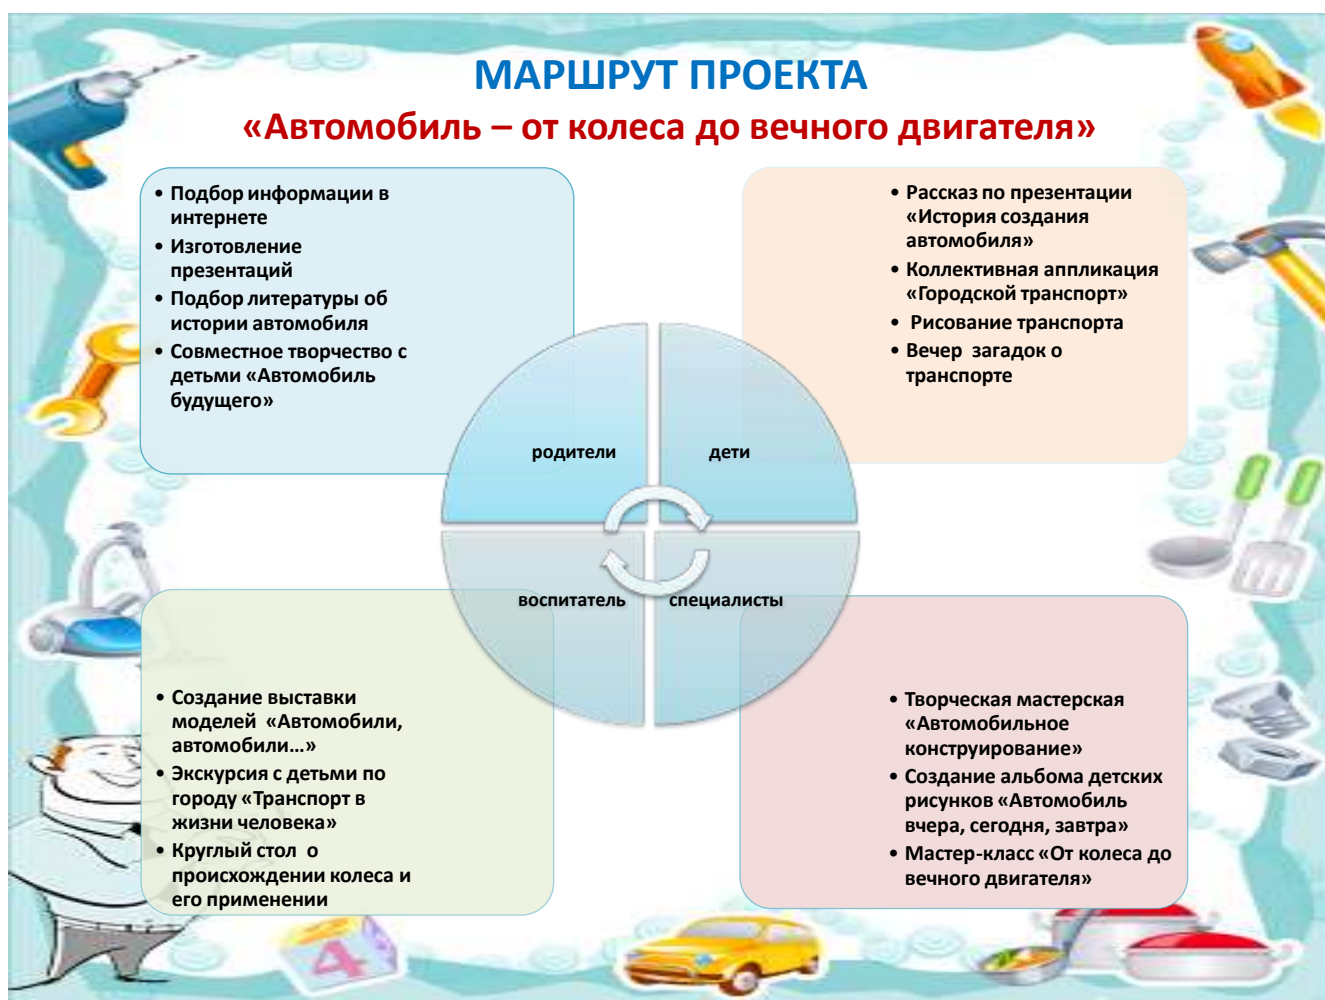 МАРШРУТ ПРОЕКТА
«Автомобиль – от колеса до вечного двигателя»
• Подбор информации в
интернете
• Изготовление
презентаций
• Подбор литературы об
истории автомобиля
• Совместное творчество с
детьми «Автомобиль
будущего»
• Рассказ по презентации
«История создания
автомобиля»
• Коллективная аппликация
«Городской транспорт»
• Рисование транспорта
• Вечер загадок о
транспорте
родители
дети
воспитатель
специалисты
• Создание выставки
моделей «Автомобили,
автомобили…»
• Экскурсия с детьми по
городу «Транспорт в
жизни человека»
• Круглый стол о
происхождении колеса и
его применении
• Творческая мастерская
«Автомобильное
конструирование»
• Создание альбома детских
рисунков «Автомобиль
вчера, сегодня, завтра»
• Мастер-класс «От колеса до
вечного двигателя»
4